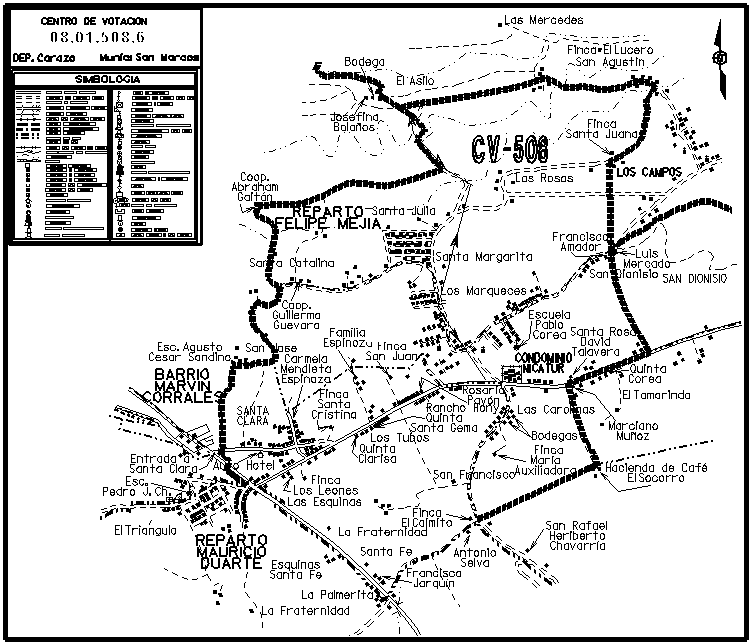 CENTRO DE VOTACION
08.01.508.6
DEP. Carazo
Munic: San Marcos
SIMBOLOGIA
Las Mercedes
Finca El Lucero
San Agustin
Bodega
El Asilo
Josefina
Bolaños
Finca
Santa Juana
CV-508
LOS CAMPOS
Las Rosas
Coop.
Abraham
Gaitán
REPARTO
FELIPE MEJIA
Santa Julia
Francisco
Amador
Luis
Mercado
San Dionisio
SAN DIONISIO
Santa Margarita
Santa Catalina
Los Marqueces
Coop.
Guillermo
Guevara
Escuela
Pablo
Correa
Familia
Espinoza
Finca
San Juan
Santa Rosa
David
Talavera
Esc. Agusto
Cesar Sandino
San Jose
Carmela
Mendieta
Espinoza
CONDOMINIO
NICATUR
BARRIO
MARVIN
CORRALES
Quinta
Corea
El Tamarindo
Finca
Santa
Cristina
Rosario
Pavón
Rancho Rony
Quinta
Santa Gema
Las Carolinas
SANTA
CLARA
Marciano
Muñoz
Los Tubos
Quinta
Clarisa
Bodegas
Finca
María
Auxiliadora
Entrada a
Santa Clara
Auto Hotel
Hacienda de Café
El Socorro
San Francisco
Esc.
Pedro J. Ch.
Finca
Los Leones
Las Esquinas
Finca
El Caimito
El Triangulo
La Fraternidad
San Rafael
Heriberto
Chavarría
REPARTO
MAURICIO
DUARTE
Santa Fe
Antonio
Selva
Esquinas
Santa Fe
Francisco
Jarquín
La Palmerita
La Fraternidad